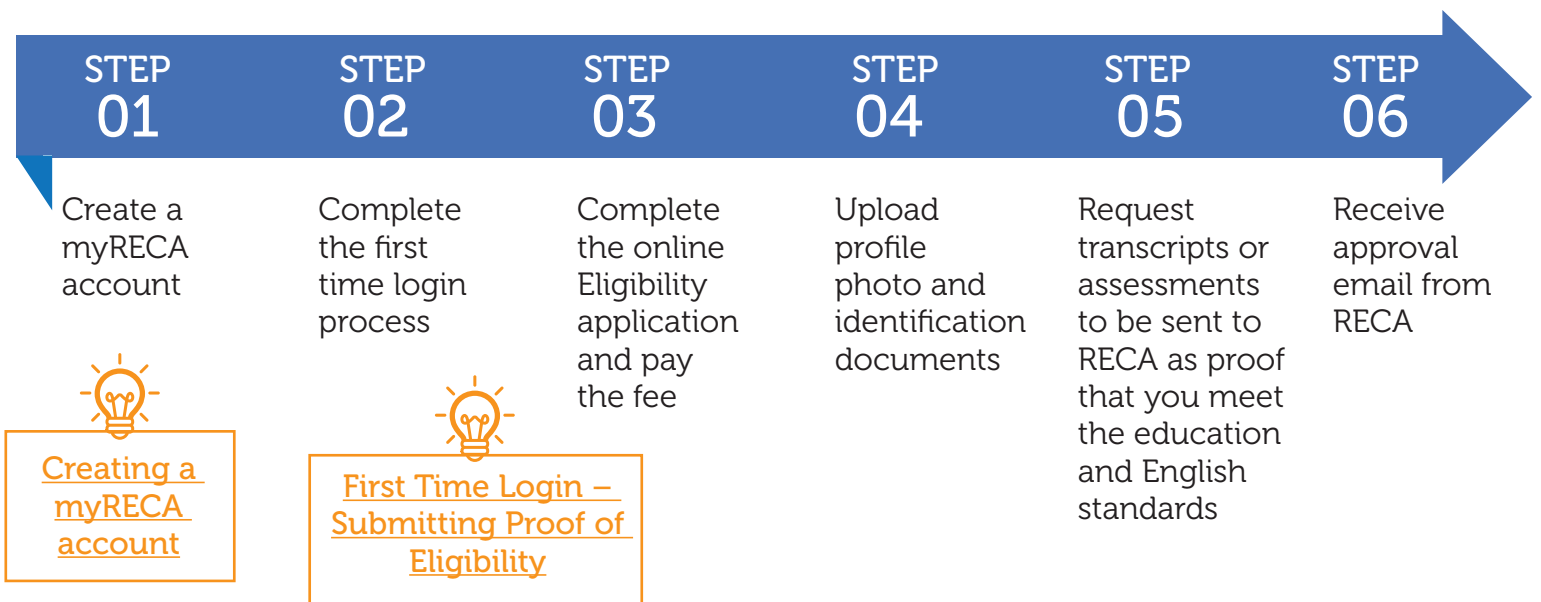 STEP
01
STEP
02
STEP
03
STEP
04
STEP
05
STEP
06
Create a
myRECA
account
Complete
the first
time login
process
Complete
the online
Eligibility
application
and pay
the fee
Upload
profile
photo and
identification
documents
Request
transcripts or
assessments
to be sent to
RECA as proof
that you meet
the education
and English
standards
Receive
approval
email from
RECA
Creating a
myRECA
account
First Time Login –
Submitting Proof of
Eligibility